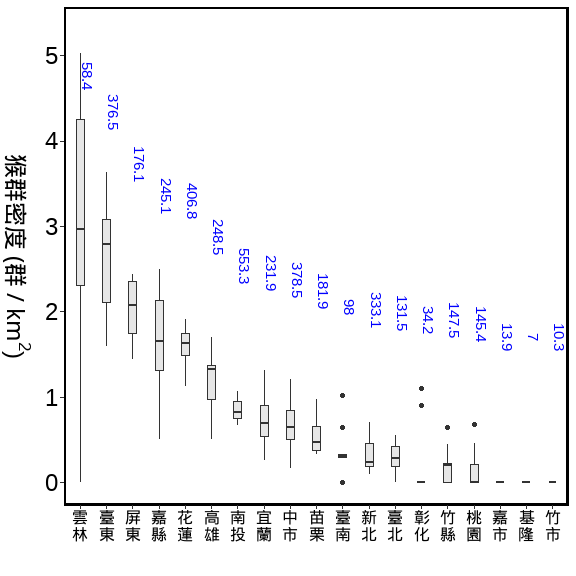 猴群密度 (群 / km²)
5
4
3
2
1
0
58.4
376.5
176.1
245.1
406.8
248.5
553.3
231.9
378.5
181.9
98
333.1
131.5
34.2
147.5
145.4
13.9
7
10.3
雲林
臺東
屏東
嘉縣
花蓮
高雄
南投
宜蘭
中市
苗栗
臺南
新北
臺北
彰化
竹縣
桃園
嘉市
基隆
竹市